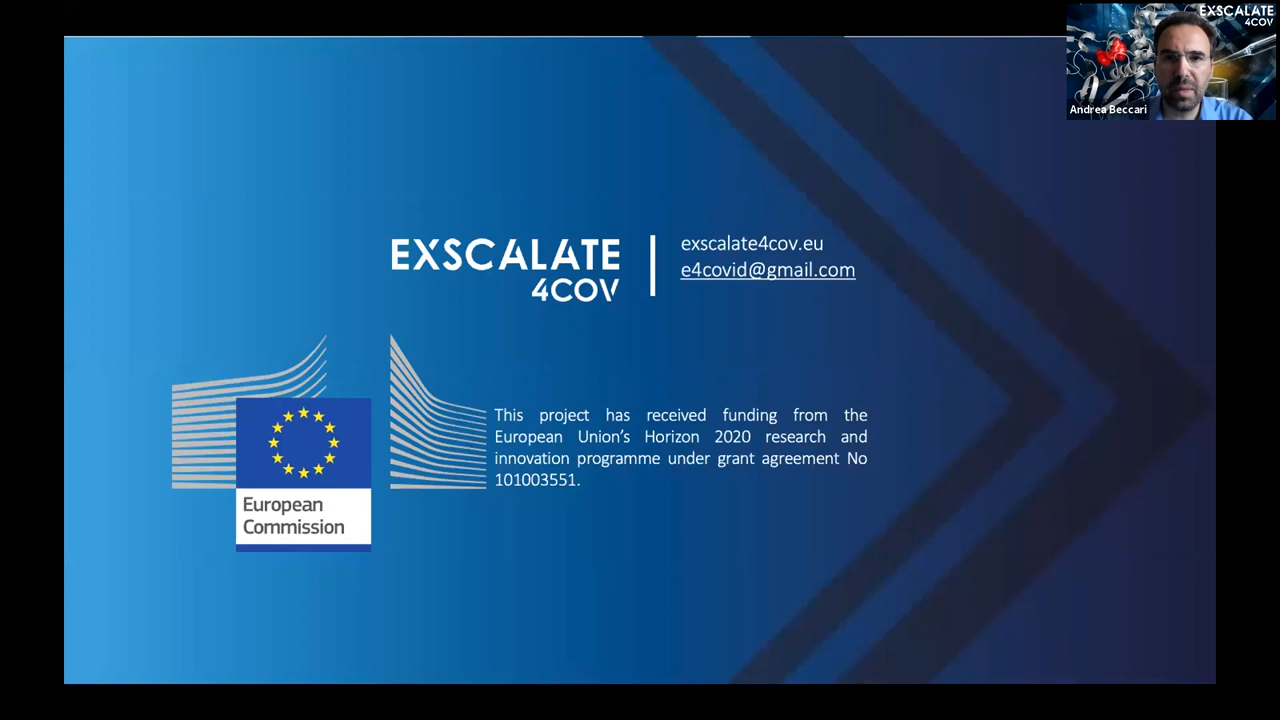 EXSCALATE
4COV
Andrea Beccari
EXSCALATE
4COV
exscalate4cov.eu
e4covid@gmail.com
This project has received funding from the
European Union's Horizon 2020 research and
innovation programme under grant agreement No
101003551.
European
Commission